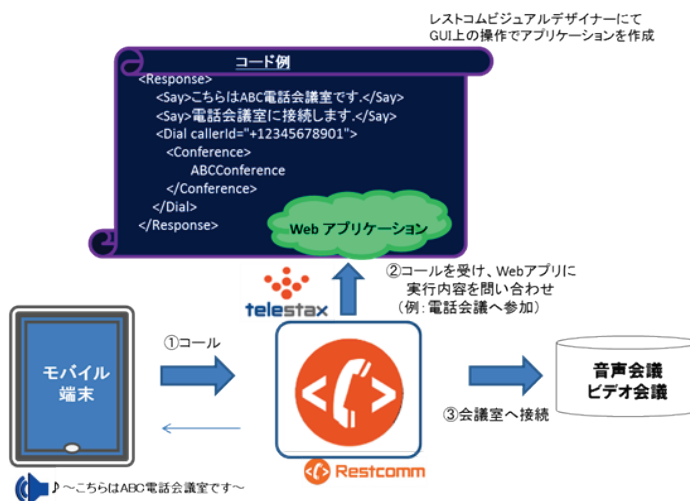 レストコムビジュアルデザイナーにて
GUI上の操作でアプリケーションを作成
コード例
<Response>
<Say>こちらはABC電話会議室です.</Say>
<Say>電話会議室に接続します.</Say>
<Dial callerId="+12345678901">
<Conference>
ABCConference
</Conference>
</Dial>
</Response>
Web アプリケーション
②コールを受け、Webアプリに
実行内容を問い合わせ
(例:電話会議へ参加)
telestax
①コール
モバイル
端末
音声会議
ビデオ会議
③会議室へ接続
Restcomm
♪~こちらはABC電話会議室です~